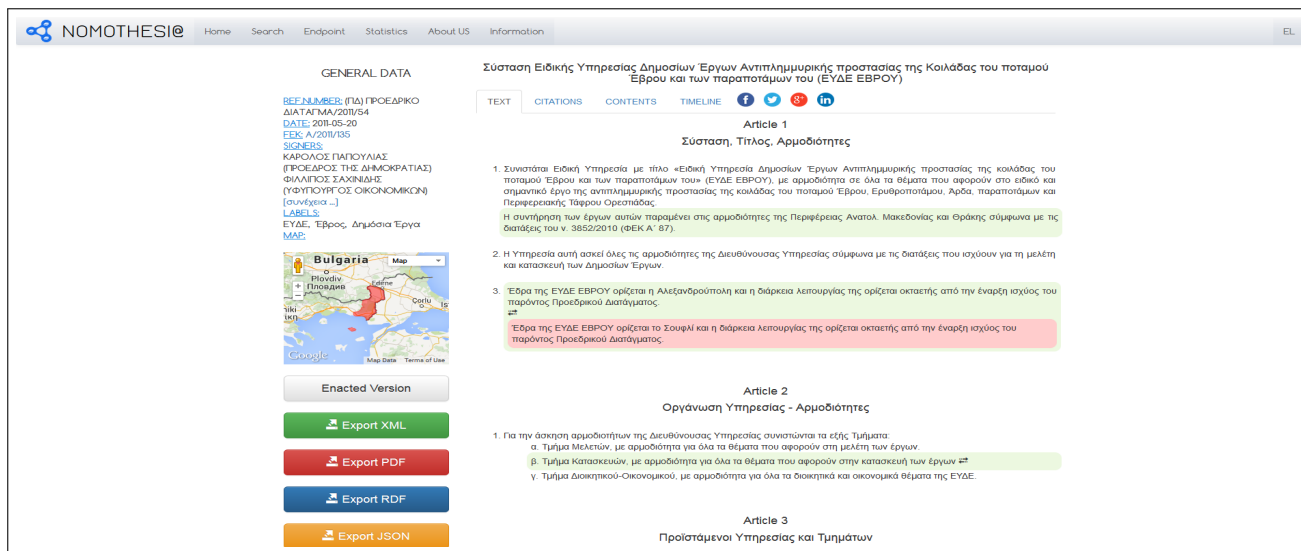 NOMOTHESI@
Home Search Endpoint Statistics About US Information
EL
GENERAL DATA
REF.NUMBER: (ΠΔ) ΠΡΟΕΔΡΙΚΟ
ΔΙΑΤΑΓΜΑ/2011/54
DATE: 2011-05-20
FEK: A/2011/135
SIGNERS:
ΚΑΡΟΛΟΣ ΠΑΠΟΥΛΙΑΣ
(ΠΡΟΕΔΡΟΣ ΤΗΣ ΔΗΜΟΚΡΑΤΙΑΣ)
ΦΙΛΙΠΠΟΣ ΣΑΧΙΝΙΔΗΣ
(ΥΦΥΠΟΥΡΓΟΣ ΟΙΚΟΝΟΜΙΚΩΝ)
[συνέχεια ...]
LABELS:
ΕΥΔΕ, Έβρος, Δημόσια Έργα
MAP:
Bulgaria
Map
Plovdiv
Пловдив
Edirne
Çorlu
Is
niki
ίκη
Google
Map Data Terms of Use
Enacted Version
Export XML
Export PDF
Export RDF
Export JSON
Σύσταση Ειδικής Υπηρεσίας Δημοσίων Έργων Αντιπλημμυρικής προστασίας της Κοιλάδας του ποταμού
Έβρου και των παραποτάμων του (ΕΥΔΕ ΕΒΡΟΥ)
TEXT CITATIONS CONTENTS TIMELINE
Article 1
Σύσταση, Τίτλος, Αρμοδιότητες
1. Συνιστάται Ειδική Υπηρεσία με τίτλο «Ειδική Υπηρεσία Δημοσίων Έργων Αντιπλημμυρικής προστασίας της κοιλάδας του
ποταμού Έβρου και των παραποτάμων του» (ΕΥΔΕ ΕΒΡΟΥ), με αρμοδιότητα σε όλα τα θέματα που αφορούν στο ειδικό και
σημαντικό έργο της αντιπλημμυρικής προστασίας της κοιλάδας του ποταμού Έβρου, Ερυθροποτάμου, Άρδα, παραποτάμων και
Περιφερειακής Τάφρου Ορεστιάδας.
Η συντήρηση των έργων αυτών παραμένει στις αρμοδιότητες της Περιφέρειας Ανατολ. Μακεδονίας και Θράκης σύμφωνα με τις
διατάξεις του ν. 3852/2010 (ΦΕΚ Α΄ 87).
2. Η Υπηρεσία αυτή ασκεί όλες τις αρμοδιότητες της Διευθύνουσας Υπηρεσίας σύμφωνα με τις διατάξεις που ισχύουν για τη μελέτη
και κατασκευή των Δημοσίων Έργων.
3. Έδρα της ΕΥΔΕ ΕΒΡΟΥ ορίζεται η Αλεξανδρούπολη και η διάρκεια λειτουργίας της ορίζεται οκταετής από την έναρξη ισχύος του
παρόντος Προεδρικού Διατάγματος.
Έδρα της ΕΥΔΕ ΕΒΡΟΥ ορίζεται το Σουφλί και η διάρκεια λειτουργίας της ορίζεται οκταετής από την έναρξη ισχύος του
παρόντος Προεδρικού Διατάγματος.
Article 2
Οργάνωση Υπηρεσίας - Αρμοδιότητες
1. Για την άσκηση αρμοδιοτήτων της Διευθύνουσας Υπηρεσίας συνιστώνται τα εξής Τμήματα:
α. Τμήμα Μελετών, με αρμοδιότητα για όλα τα θέματα που αφορούν στη μελέτη των έργων.
β. Τμήμα Κατασκευών, με αρμοδιότητα για όλα τα θέματα που αφορούν στην κατασκευή των έργων
γ. Τμήμα Διοικητικού-Οικονομικού, με αρμοδιότητα για όλα τα διοικητικά και οικονομικά θέματα της ΕΥΔΕ.
Article 3
Προϊστάμενοι Υπηρεσίας και Τμημάτων